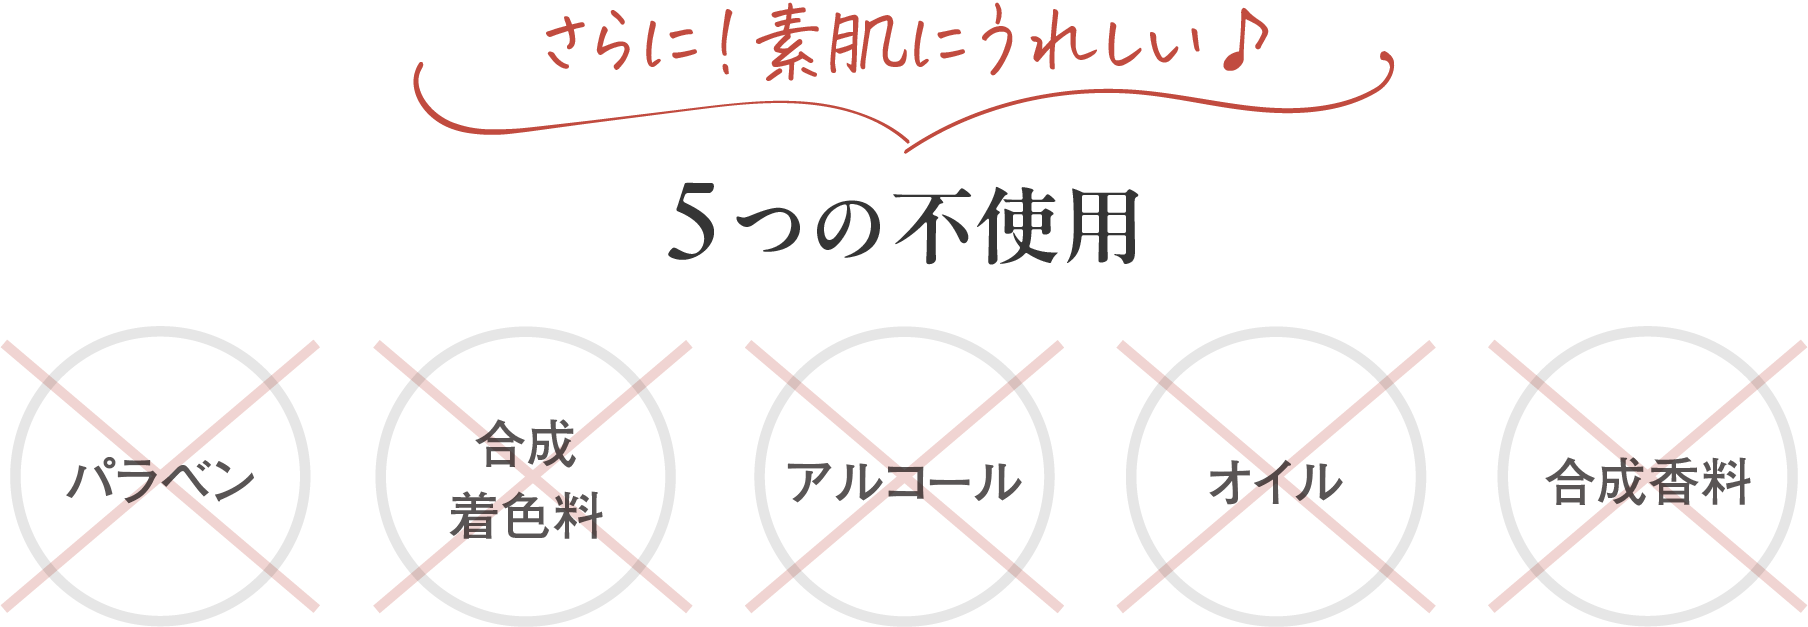 さらに！素肌にうれしい♪
5つの不使用
パラベン
合成
着色料
アルコール
オイル
合成香料